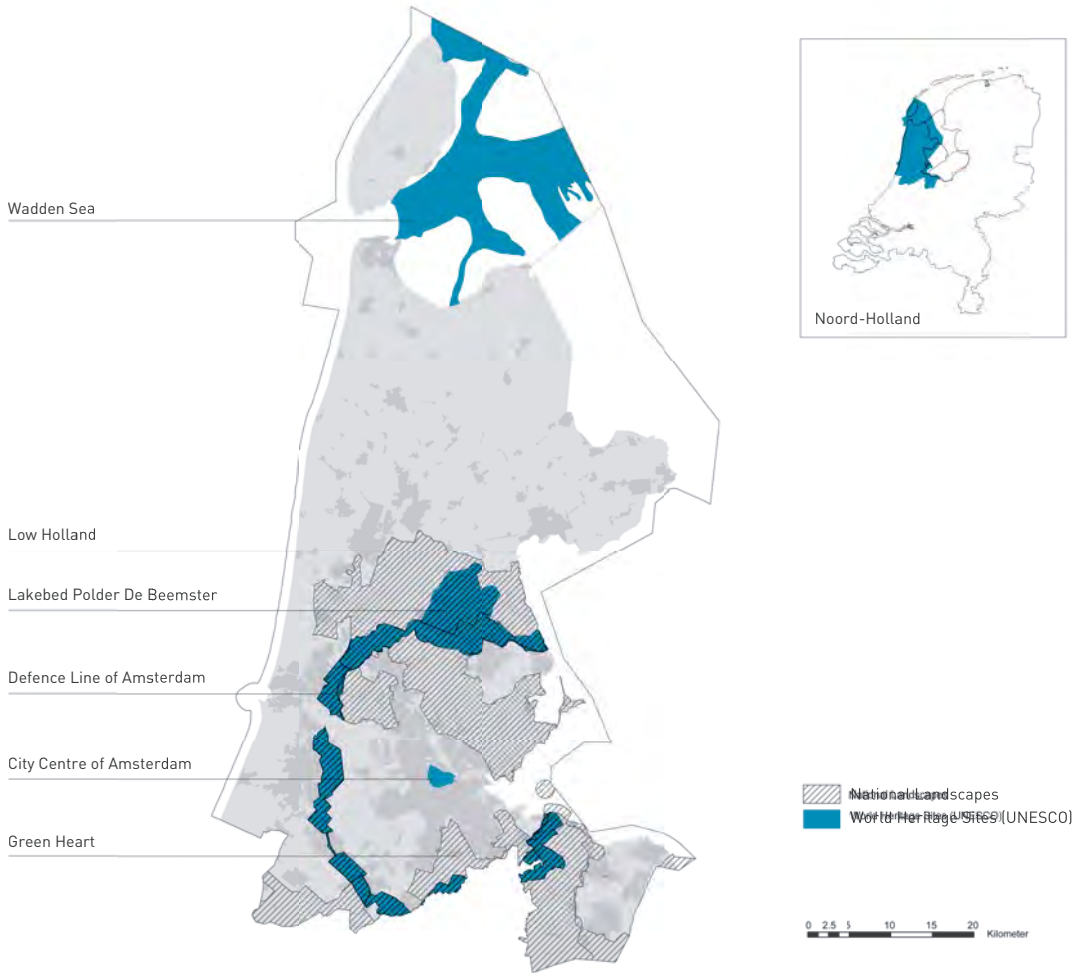 Wadden Sea
Low Holland
Lakebed Polder De Beemster
Defence Line of Amsterdam
City Centre of Amsterdam
Green Heart
Noord-Holland
National Landscapes
World Heritage Sites (UNESCO)
0 2.5 5 10 15 20 Kilometer